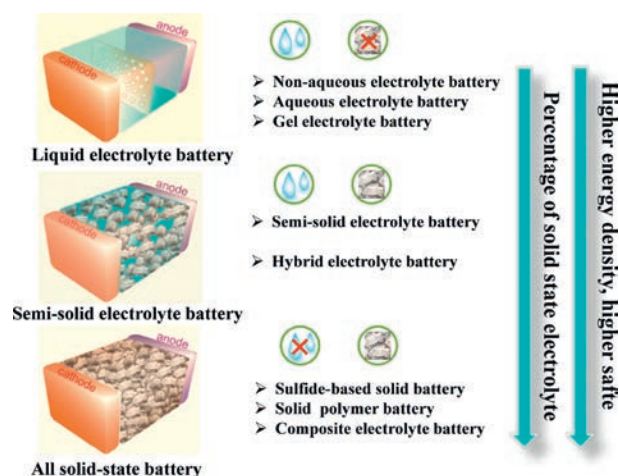 cathode
anode
Liquid electrolyte battery
➢ Non-aqueous electrolyte battery
➢ Aqueous electrolyte battery
➢ Gel electrolyte battery
cathode
anode
Semi-solid electrolyte battery
➢ Semi-solid electrolyte battery
➢ Hybrid electrolyte battery
cathode
anode
All solid-state battery
➢ Sulfide-based solid battery
➢ Solid polymer battery
➢ Composite electrolyte battery
Percentage of solid state electrolyte
Higher energy density, higher safte